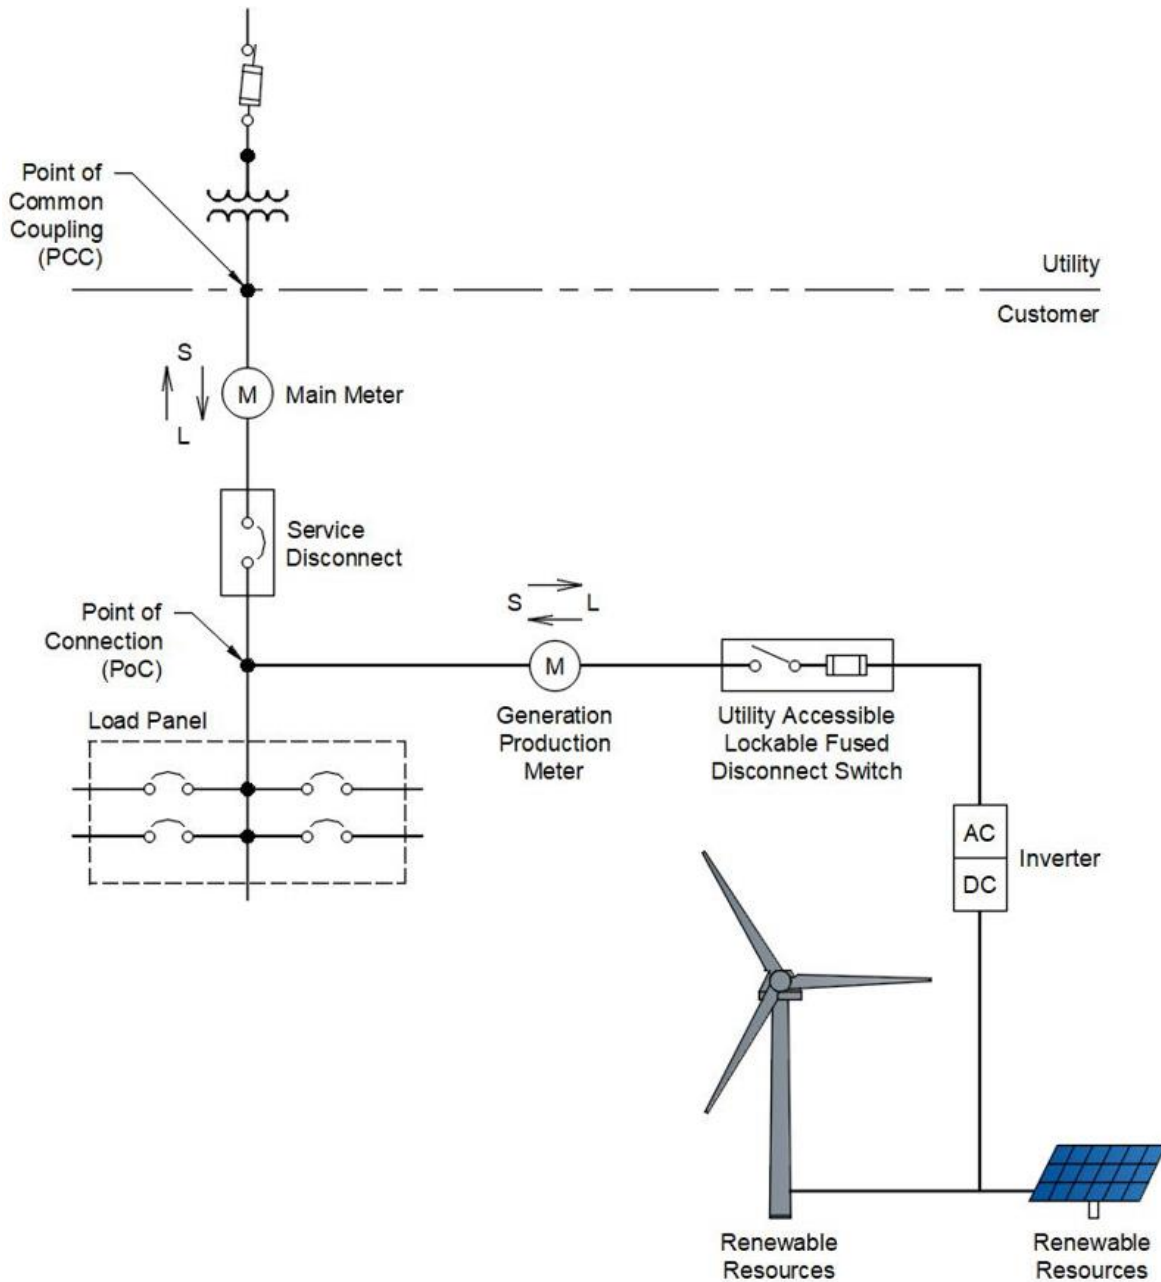 Point of
Common
Coupling
(PCC)
Utility
Customer
S
L
M
Main Meter
Service
Disconnect
Point of
Connection
(PoC)
S
L
M
Generation
Production
Meter
Utility Accessible
Lockable Fused
Disconnect Switch
Load Panel
AC
DC
Inverter
Renewable
Resources
Renewable
Resources